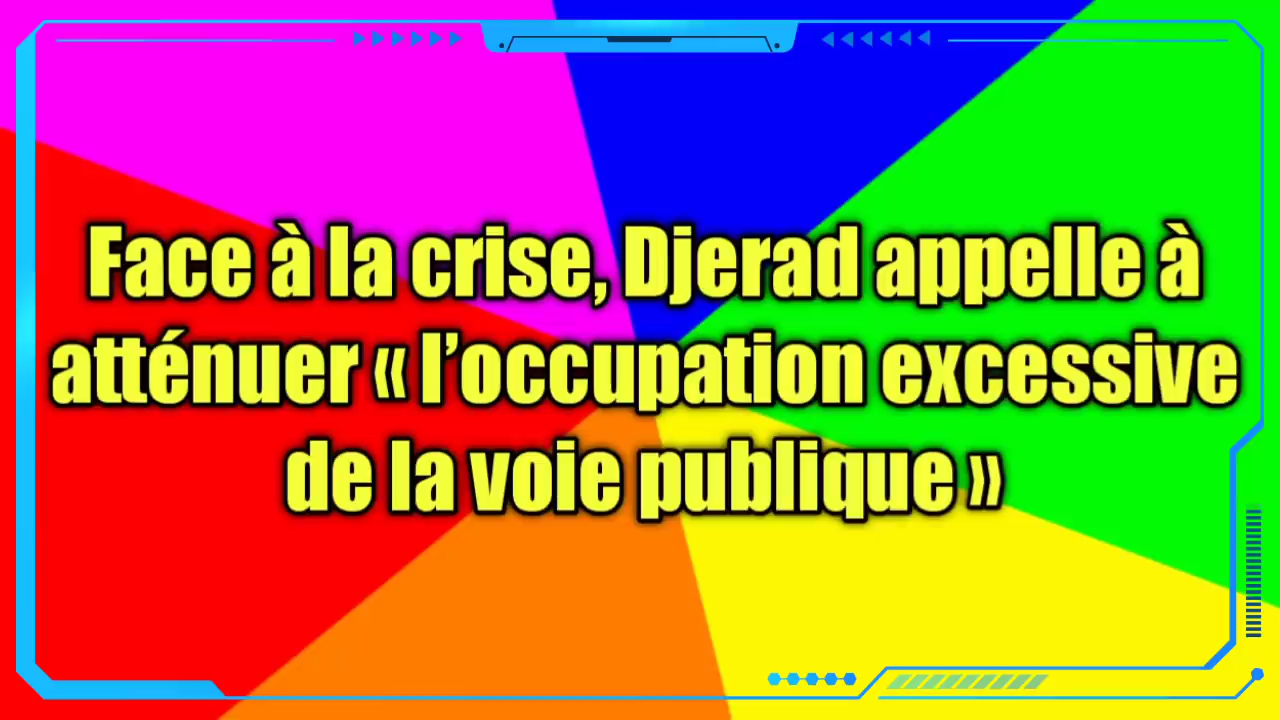 Face à la crise, Djerad appelle à
atténuer « l’occupation excessive
de la voie publique »